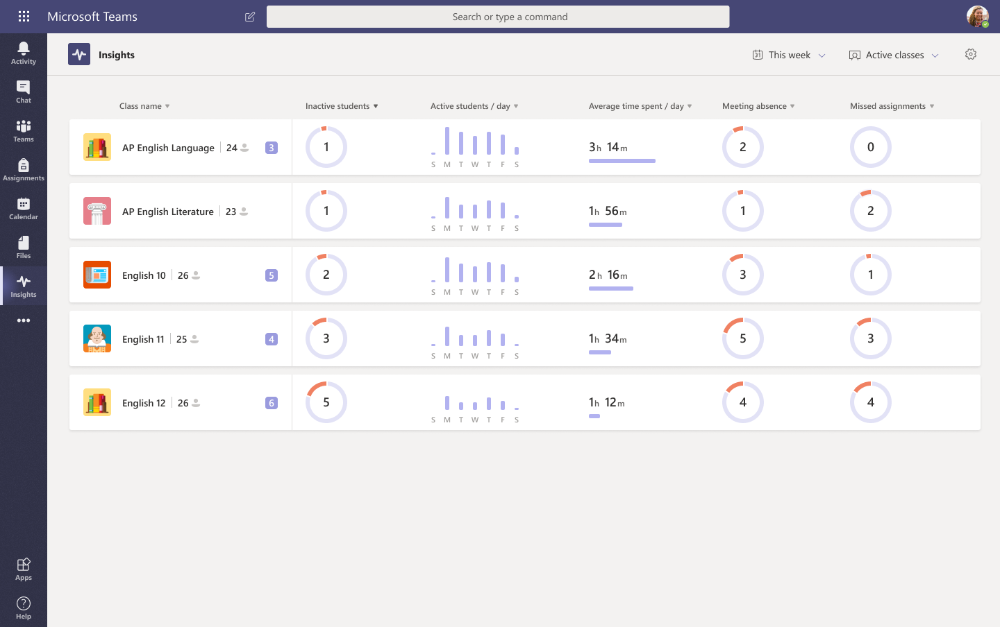 Microsoft Teams
Search or type a command
Activity
Chat
Teams
Assignments
Calendar
Files
Insights
Apps
Help
Insights
31 This week
Active classes
Class name Inactive students Active students / day Average time spent / day Meeting absence Missed assignments
AP English Language 24 3 1 3h 14m 2 0
S M T W T F S
AP English Literature 23 1 1h 56m 1 2
S M T W T F S
English 10 26 5 2 2h 16m 3 1
S M T W T F S
English 11 25 4 3 1h 34m 5 3
S M T W T F S
English 12 26 6 5 1h 12m 4 4
S M T W T F S